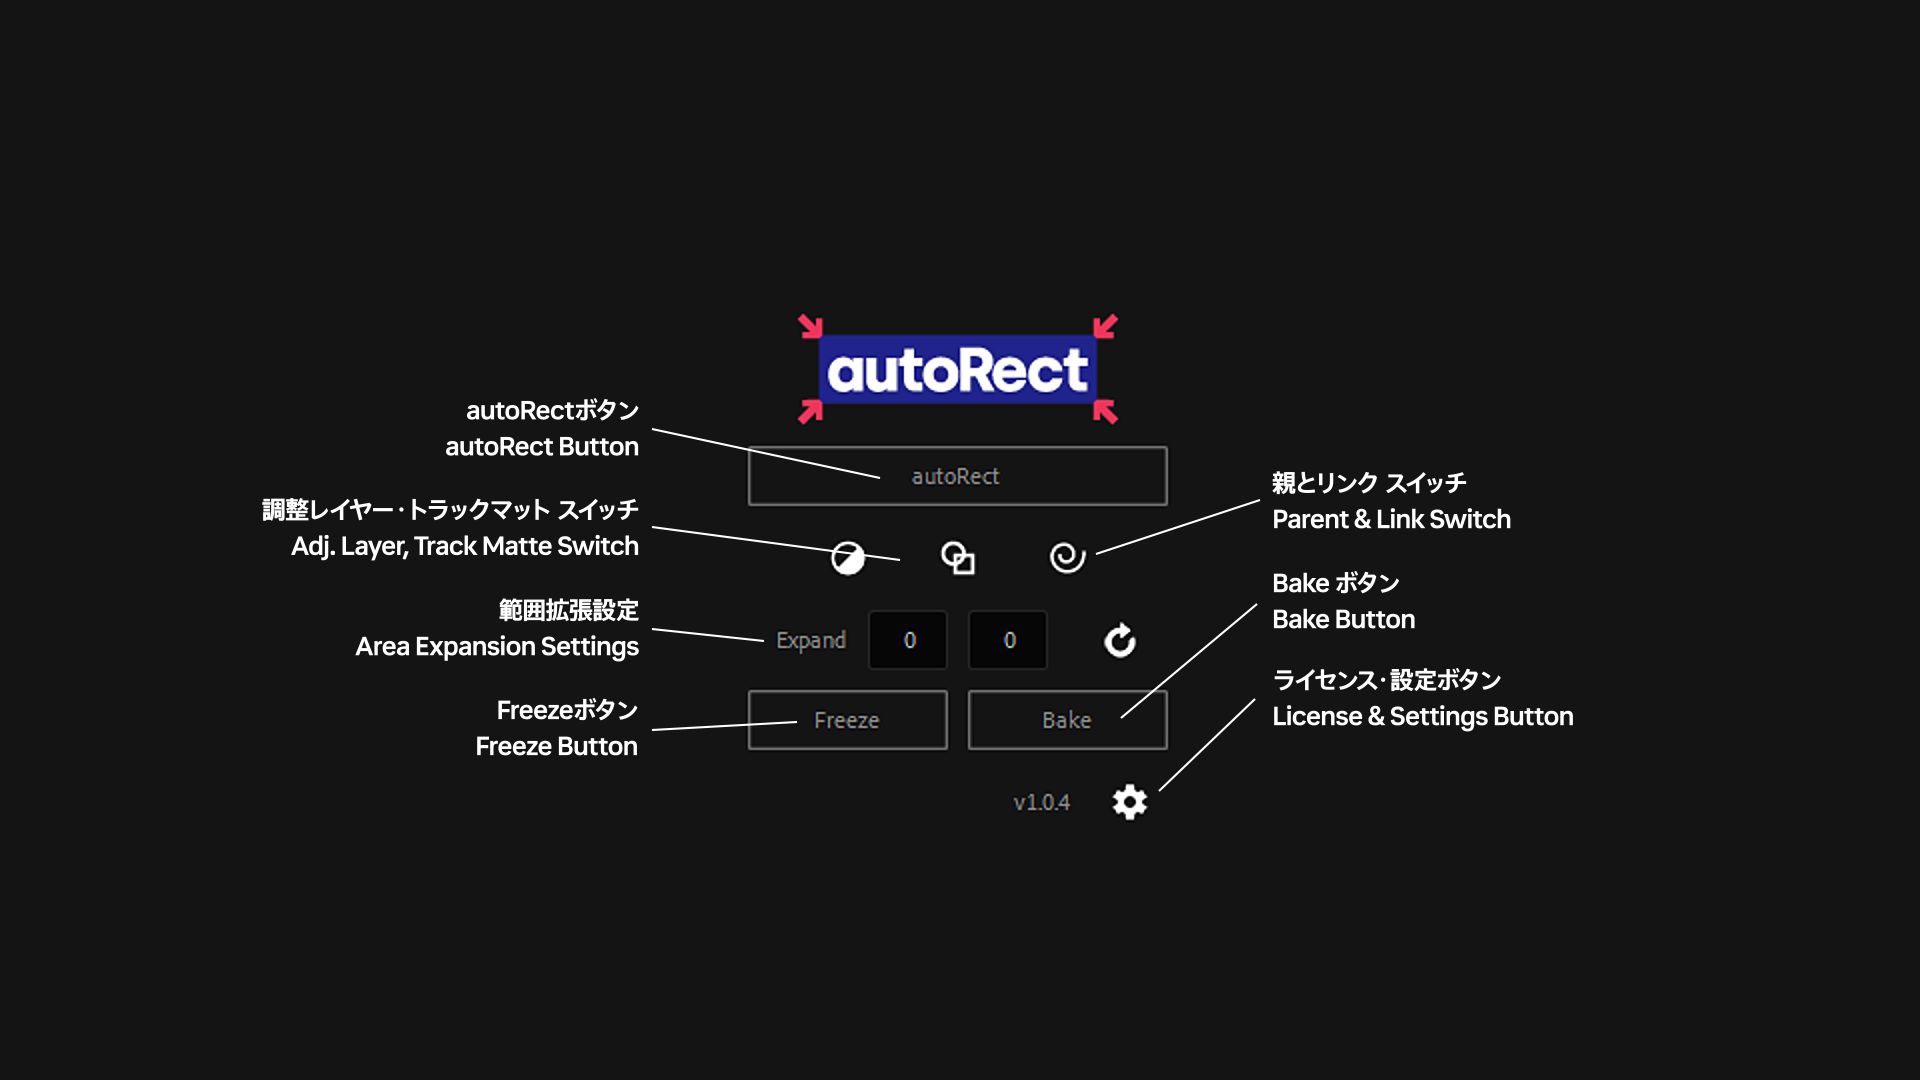 autoRect
autoRectボタン
autoRect Button
調整レイヤー・トラックマット スイッチ
Adj. Layer, Track Matte Switch
範囲拡張設定
Area Expansion Settings
Freezeボタン
Freeze Button
autoRect
Expand 0 0
Freeze Bake
v1.0.4
親とリンク スイッチ
Parent & Link Switch
Bake ボタン
Bake Button
ライセンス・設定ボタン
License & Settings Button